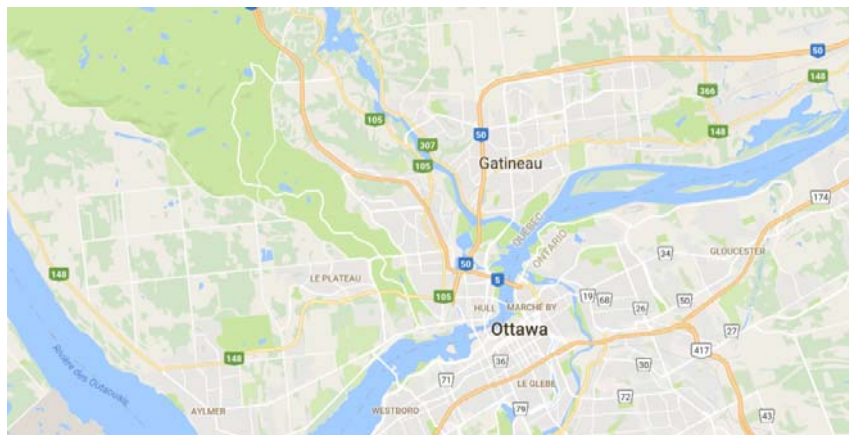 50
148
366
105
307
50
148
105
Gatineau
174
QUÉBEC
ONTARIO
34
GLOUCESTER
148
LE PLATEAU
50
5
105
19
68
26
50
HULL
MARCHÉ BY
27
Ottawa
417
148
36
30
Rivière des Outaouais
71
LE GLEBE
72
AYLMER
WESTBORO
79
43